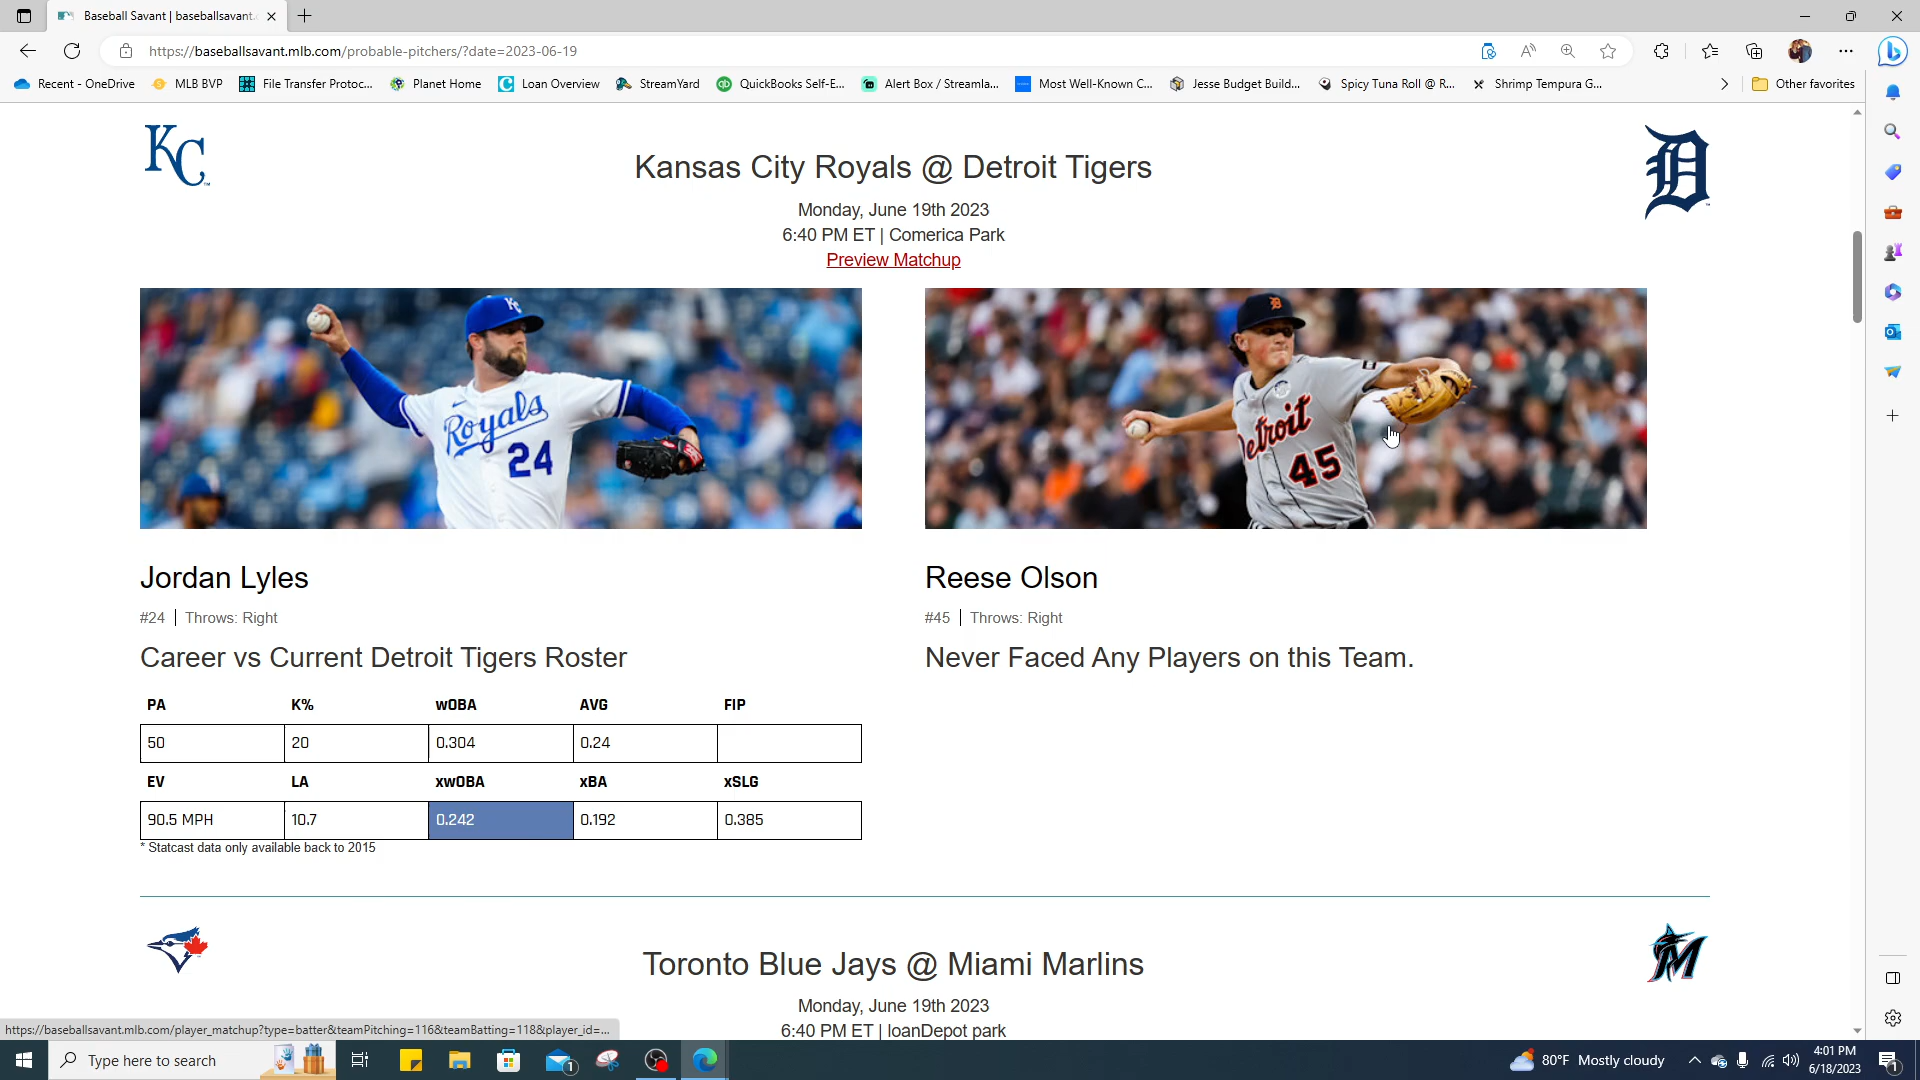 Baseball Savant | baseballsavant.
https://baseballsavant.mlb.com/probable-pitchers/?date=2023-06-19
Recent - OneDrive MLB BVP File Transfer Protoc... Planet Home Loan Overview StreamYard QuickBooks Self-E... Alert Box / Streamla... Most Well-Known C... Jesse Budget Build... Spicy Tuna Roll @ R... Shrimp Tempura G... Other favorites
KC
D
Kansas City Royals @ Detroit Tigers
Monday, June 19th 2023
6:40 PM ET | Comerica Park
Preview Matchup
Royals
24
Detroit
45
Jordan Lyles
#24 | Throws: Right
Career vs Current Detroit Tigers Roster
PA K% wOBA AVG FIP
50 20 0.304 0.24
EV LA xwOBA xBA xSLG
90.5 MPH 10.7 0.242 0.192 0.385
* Statcast data only available back to 2015
Reese Olson
#45 | Throws: Right
Never Faced Any Players on this Team.
M
Toronto Blue Jays @ Miami Marlins
Monday, June 19th 2023
6:40 PM ET | loanDepot park
https://baseballsavant.mlb.com/player_matchup?type=batter&teamPitching=116&teamBatting=118&player_id=...
Type here to search
1
80°F Mostly cloudy
4:01 PM
6/18/2023
1